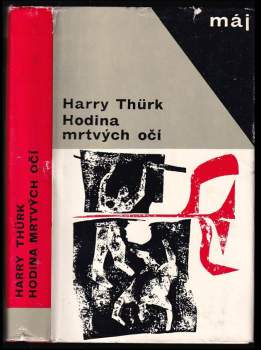 máj
Harry Thürk
Hodina
mrtvých očí
HARRY THÜRK
HODINA MRTVÝCH OČÍ